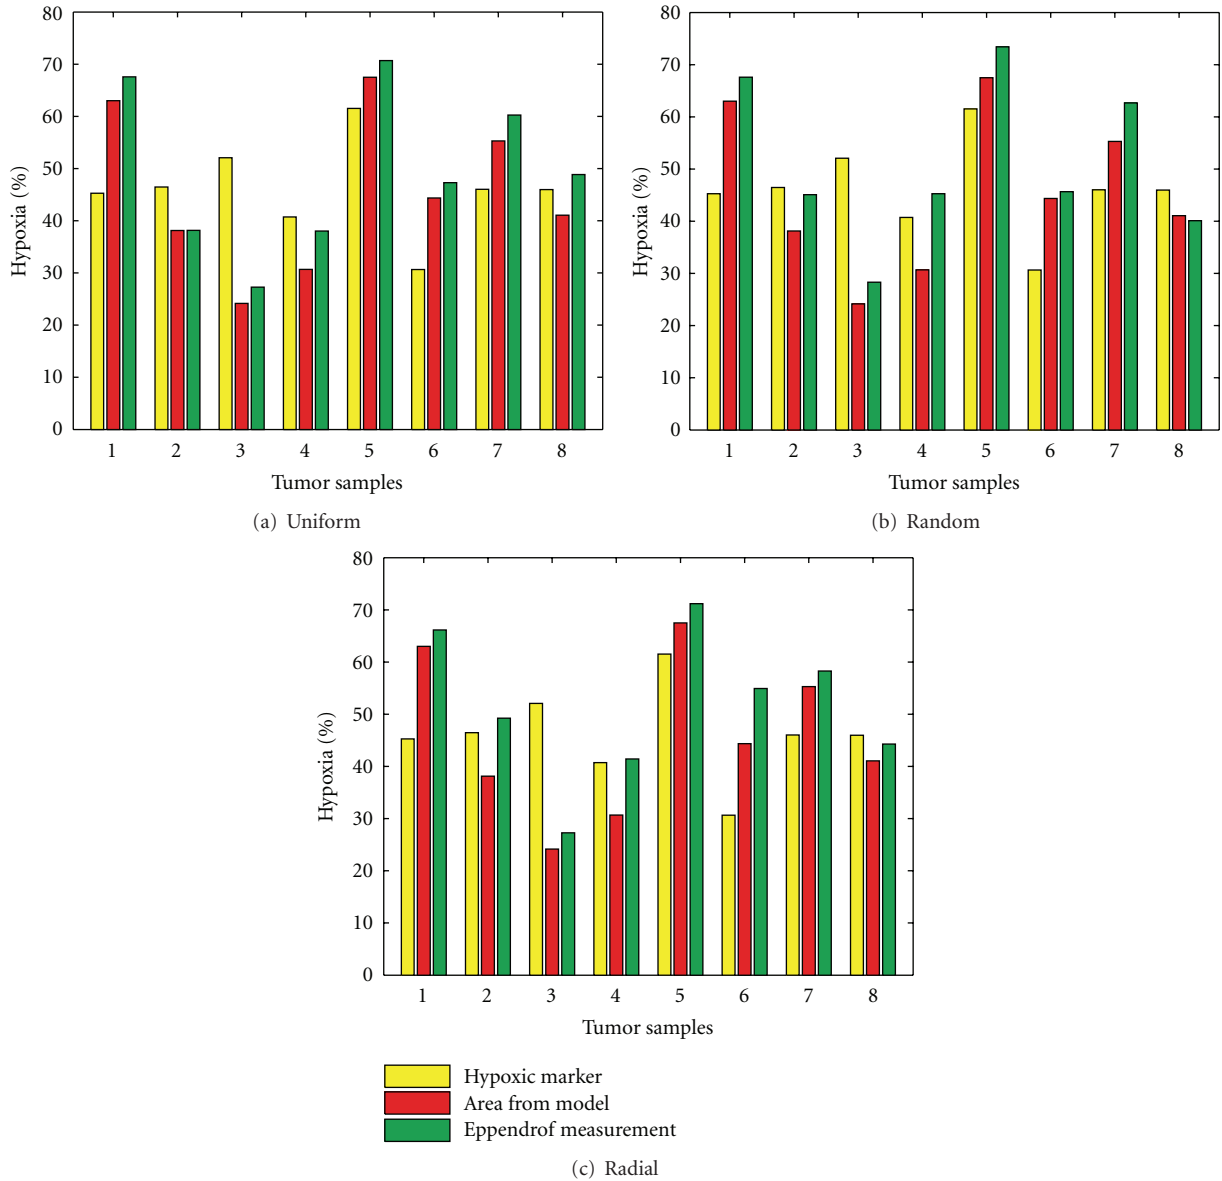 80
70
60
50
40
30
20
10
0
Hypoxia (%)
1 2 3 4 5 6 7 8
Tumor samples
(a) Uniform
80
70
60
50
40
30
20
10
0
Hypoxia (%)
1 2 3 4 5 6 7 8
Tumor samples
(b) Random
80
70
60
50
40
30
20
10
0
Hypoxia (%)
1 2 3 4 5 6 7 8
Tumor samples
Hypoxic marker
Area from model
Eppendrof measurement
(c) Radial